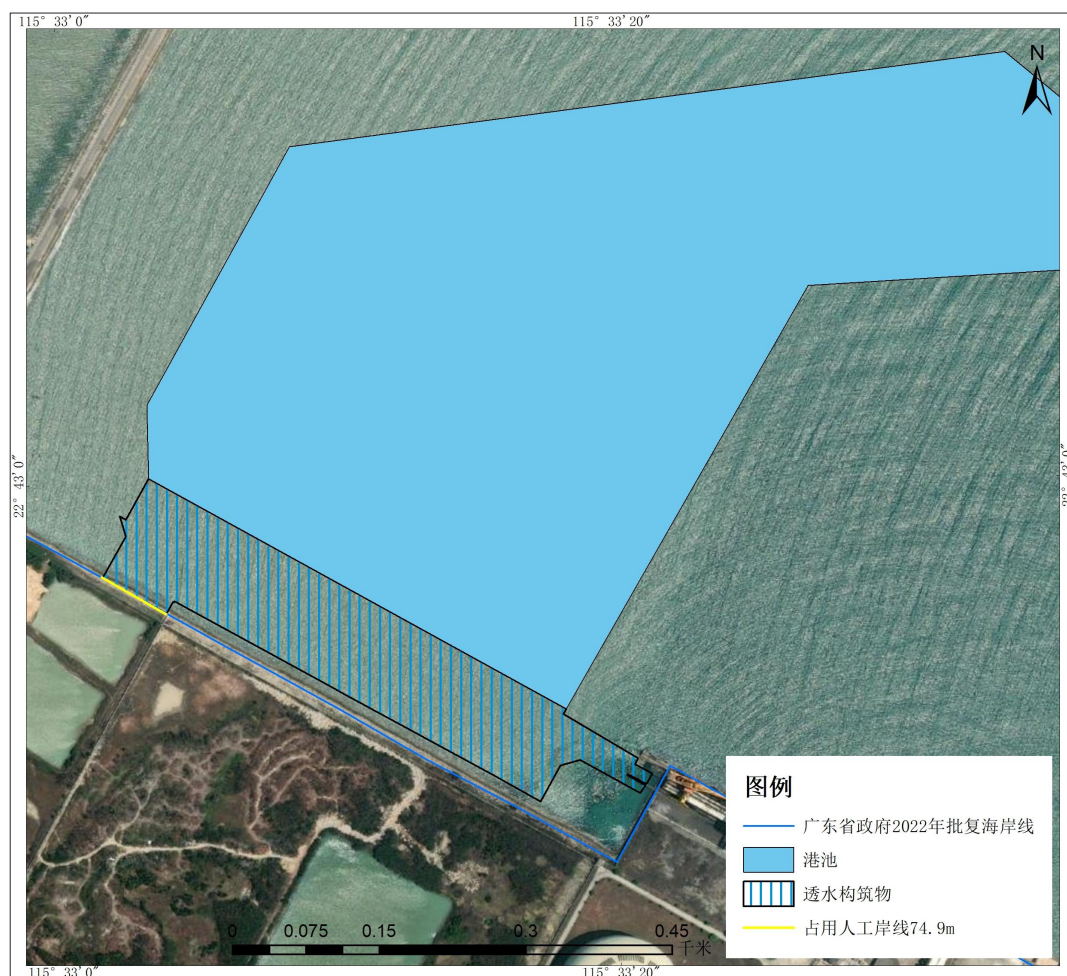 115° 33′0″
115° 33′20″
N
22° 43′0″
22° 43′0″
图例
广东省政府2022年批复海岸线
港池
透水构筑物
占用人工岸线74.9m
0 0.075 0.15 0.3 0.45
千米
115° 33′0″
115° 33′20″